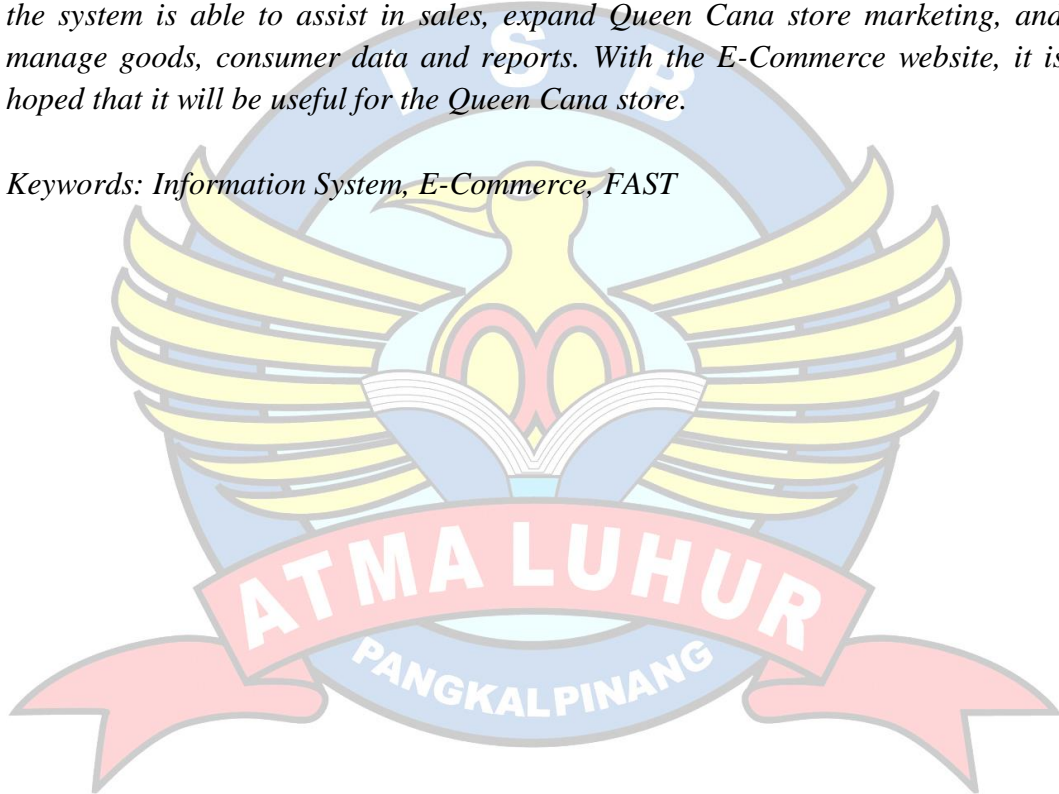 the system is able to assist in sales, expand Queen Cana store marketing, and
manage goods, consumer data and reports. With the E-Commerce website, it is
hoped that it will be useful for the Queen Cana store.
Keywords: Information System, E-Commerce, FAST
I S B
ATMA LUHUR
PANGKALPINANG